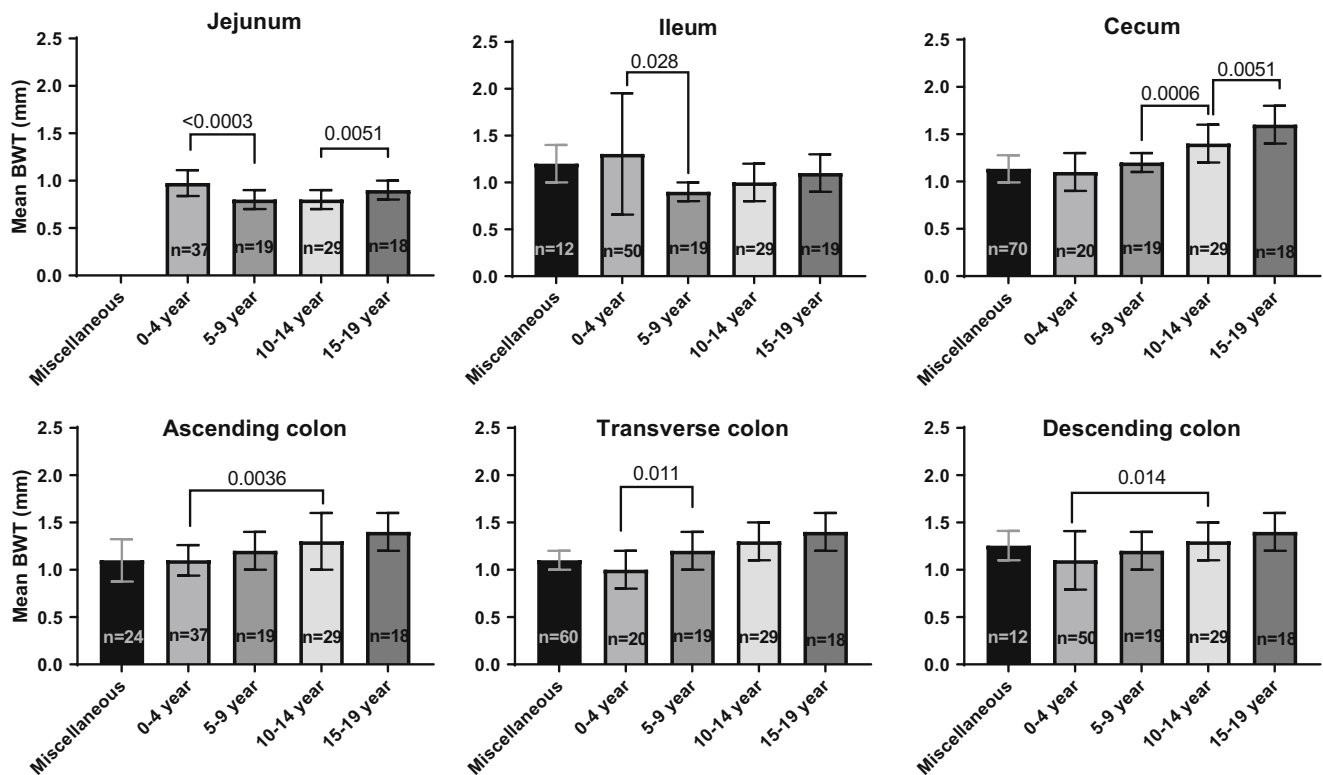 Jejunum
Mean BWT (mm)
2.5
2.0
1.5
1.0
0.5
0.0
<0.0003
0.0051
n=37
n=19
n=29
n=18
Miscellaneous
0-4 year
5-9 year
10-14 year
15-19 year
Ileum
2.5
2.0
1.5
1.0
0.5
0.0
0.028
n=12
n=50
n=19
n=29
n=19
Miscellaneous
0-4 year
5-9 year
10-14 year
15-19 year
Cecum
2.5
2.0
1.5
1.0
0.5
0.0
0.0051
0.0006
n=70
n=20
n=19
n=29
n=18
Miscellaneous
0-4 year
5-9 year
10-14 year
15-19 year
Ascending colon
Mean BWT (mm)
2.5
2.0
1.5
1.0
0.5
0.0
0.0036
n=24
n=37
n=19
n=29
n=18
Miscellaneous
0-4 year
5-9 year
10-14 year
15-19 year
Transverse colon
2.5
2.0
1.5
1.0
0.5
0.0
0.011
n=60
n=20
n=19
n=29
n=18
Miscellaneous
0-4 year
5-9 year
10-14 year
15-19 year
Descending colon
2.5
2.0
1.5
1.0
0.5
0.0
0.014
n=12
n=50
n=19
n=29
n=18
Miscellaneous
0-4 year
5-9 year
10-14 year
15-19 year